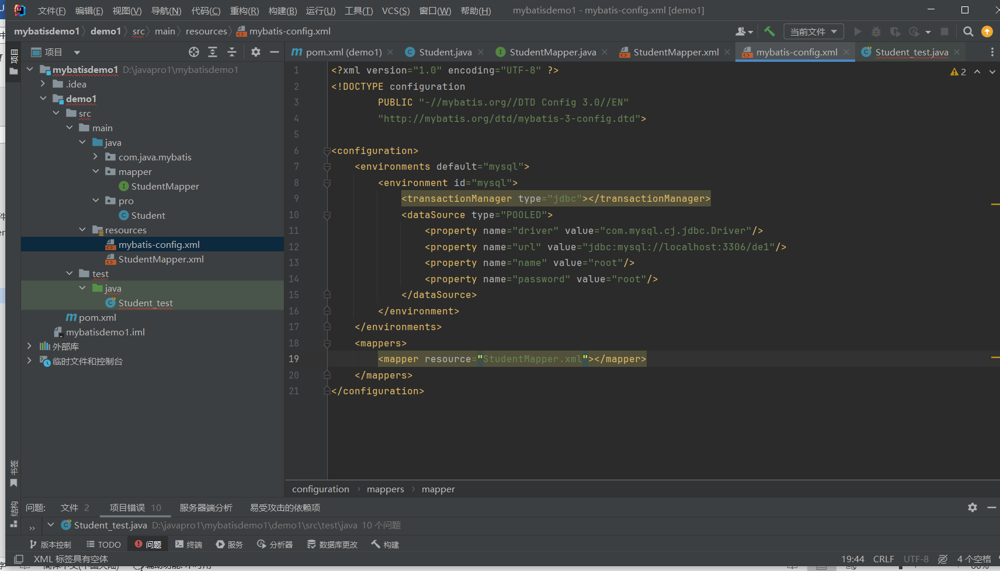 文件(F) 编辑(E) 视图(V) 导航(N) 代码(C) 重构(R) 构建(B) 运行(U) 工具(T) VCS(S) 窗口(W) 帮助(H) mybatisdemo1 - mybatis-config.xml [demo1]
mybatisdemo1 demo1 src main resources mybatis-config.xml 当前文件
项目 pom.xml (demo1) Student.java StudentMapper.java StudentMapper.xml mybatis-config.xml Student_test.java
项目
mybatisdemo1 D:\javapro1\mybatisdemo1
.idea
demo1
src
main
java
com.java.mybatis
mapper
StudentMapper
pro
Student
resources
mybatis-config.xml
StudentMapper.xml
test
java
Student_test
pom.xml
mybatisdemo1.iml
外部库
临时文件和控制台
2
1 <?xml version="1.0" encoding="UTF-8" ?>
2 <!DOCTYPE configuration
3 PUBLIC "-//mybatis.org//DTD Config 3.0//EN"
4 "http://mybatis.org/dtd/mybatis-3-config.dtd">
5
6 <configuration>
7 <environments default="mysql">
8 <environment id="mysql">
9 <transactionManager type="jdbc"></transactionManager>
10 <dataSource type="POOLED">
11 <property name="driver" value="com.mysql.cj.jdbc.Driver"/>
12 <property name="url" value="jdbc:mysql://localhost:3306/de1"/>
13 <property name="name" value="root"/>
14 <property name="password" value="root"/>
15 </dataSource>
16 </environment>
17 </environments>
18 <mappers>
19 <mapper resource="StudentMapper.xml"></mapper>
20 </mappers>
21 </configuration>
书签
结构
configuration mappers mapper
问题: 文件 2 项目错误 10 服务器端分析 易受攻击的依赖项
Student_test.java D:\javapro1\mybatisdemo1\demo1\src\test\java 10 个问题
版本控制 TODO 问题 终端 服务 分析器 数据库更改 构建
XML 标签具有空体 19:44 CRLF UTF-8 4 个空格